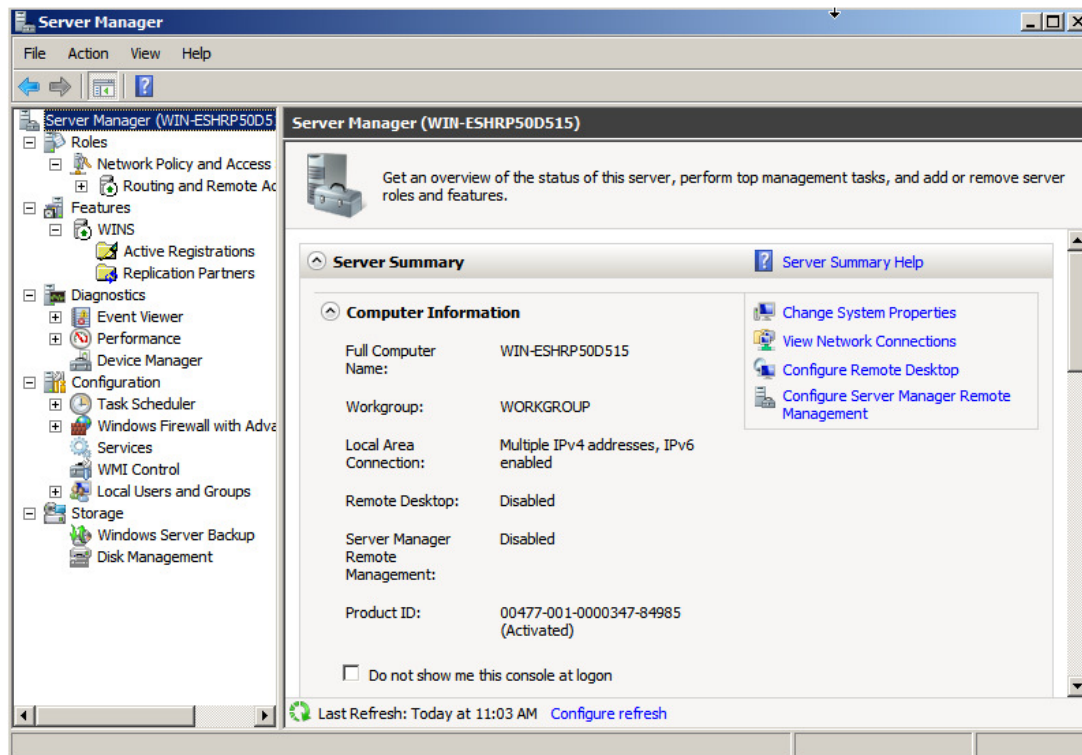 Server Manager
File Action View Help
Server Manager (WIN-ESHRP50D5
Roles
Network Policy and Access
Routing and Remote Ac
Features
WINS
Active Registrations
Replication Partners
Diagnostics
Event Viewer
Performance
Device Manager
Configuration
Task Scheduler
Windows Firewall with Adva
Services
WMI Control
Local Users and Groups
Storage
Windows Server Backup
Disk Management
Server Manager (WIN-ESHRP50D515)
Get an overview of the status of this server, perform top management tasks, and add or remove server
roles and features.
Server Summary
Server Summary Help
Computer Information
Full Computer
Name:
WIN-ESHRP50D515
Workgroup:
WORKGROUP
Local Area
Connection:
Multiple IPv4 addresses, IPv6
enabled
Remote Desktop:
Disabled
Server Manager
Remote
Management:
Disabled
Product ID:
00477-001-0000347-84985
(Activated)
Do not show me this console at logon
Change System Properties
View Network Connections
Configure Remote Desktop
Configure Server Manager Remote
Management
Last Refresh: Today at 11:03 AM Configure refresh